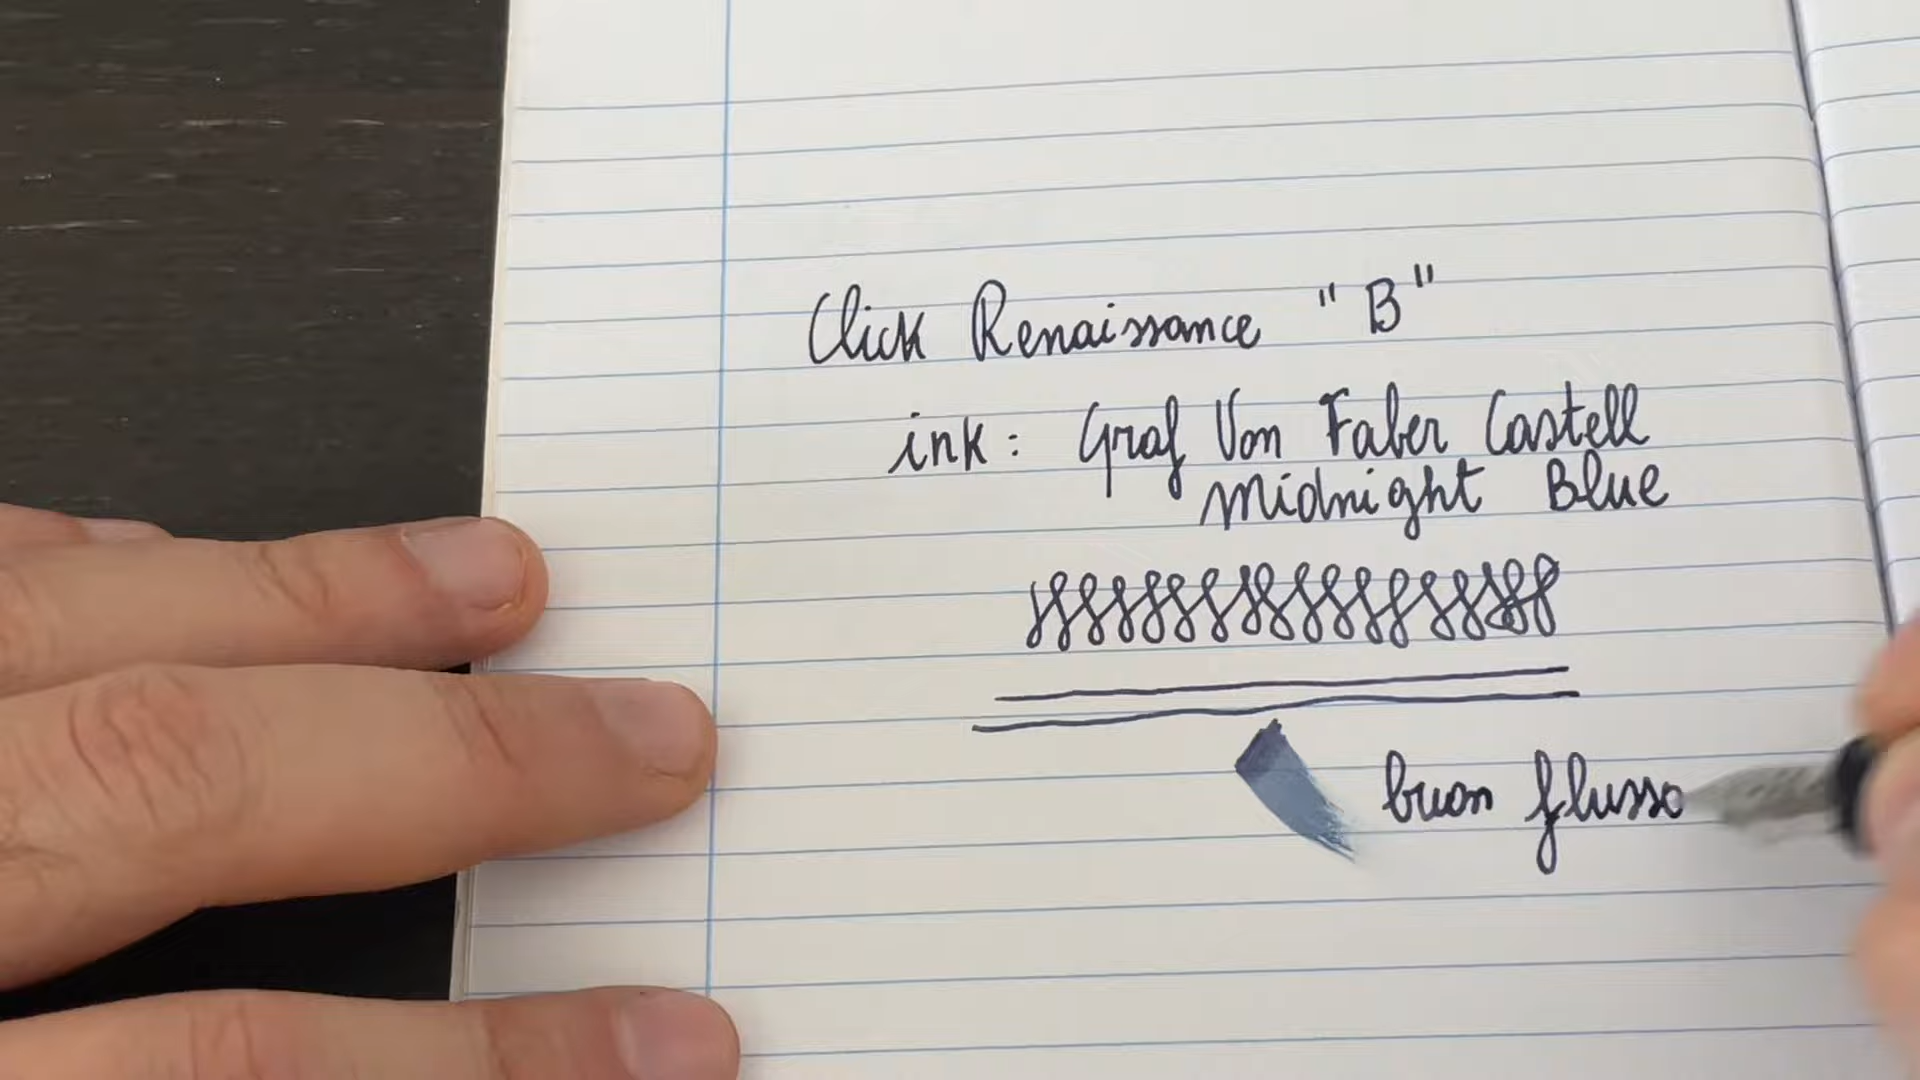 Click Renaissance "B"
ink: Graf Von Faber Castell
Midnight Blue
buon flusso